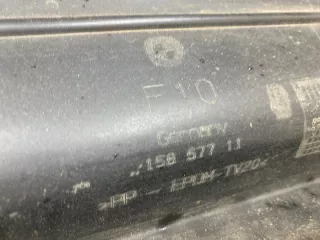 F10
Germany
158 577 11
>PP - EPDM-TV20<